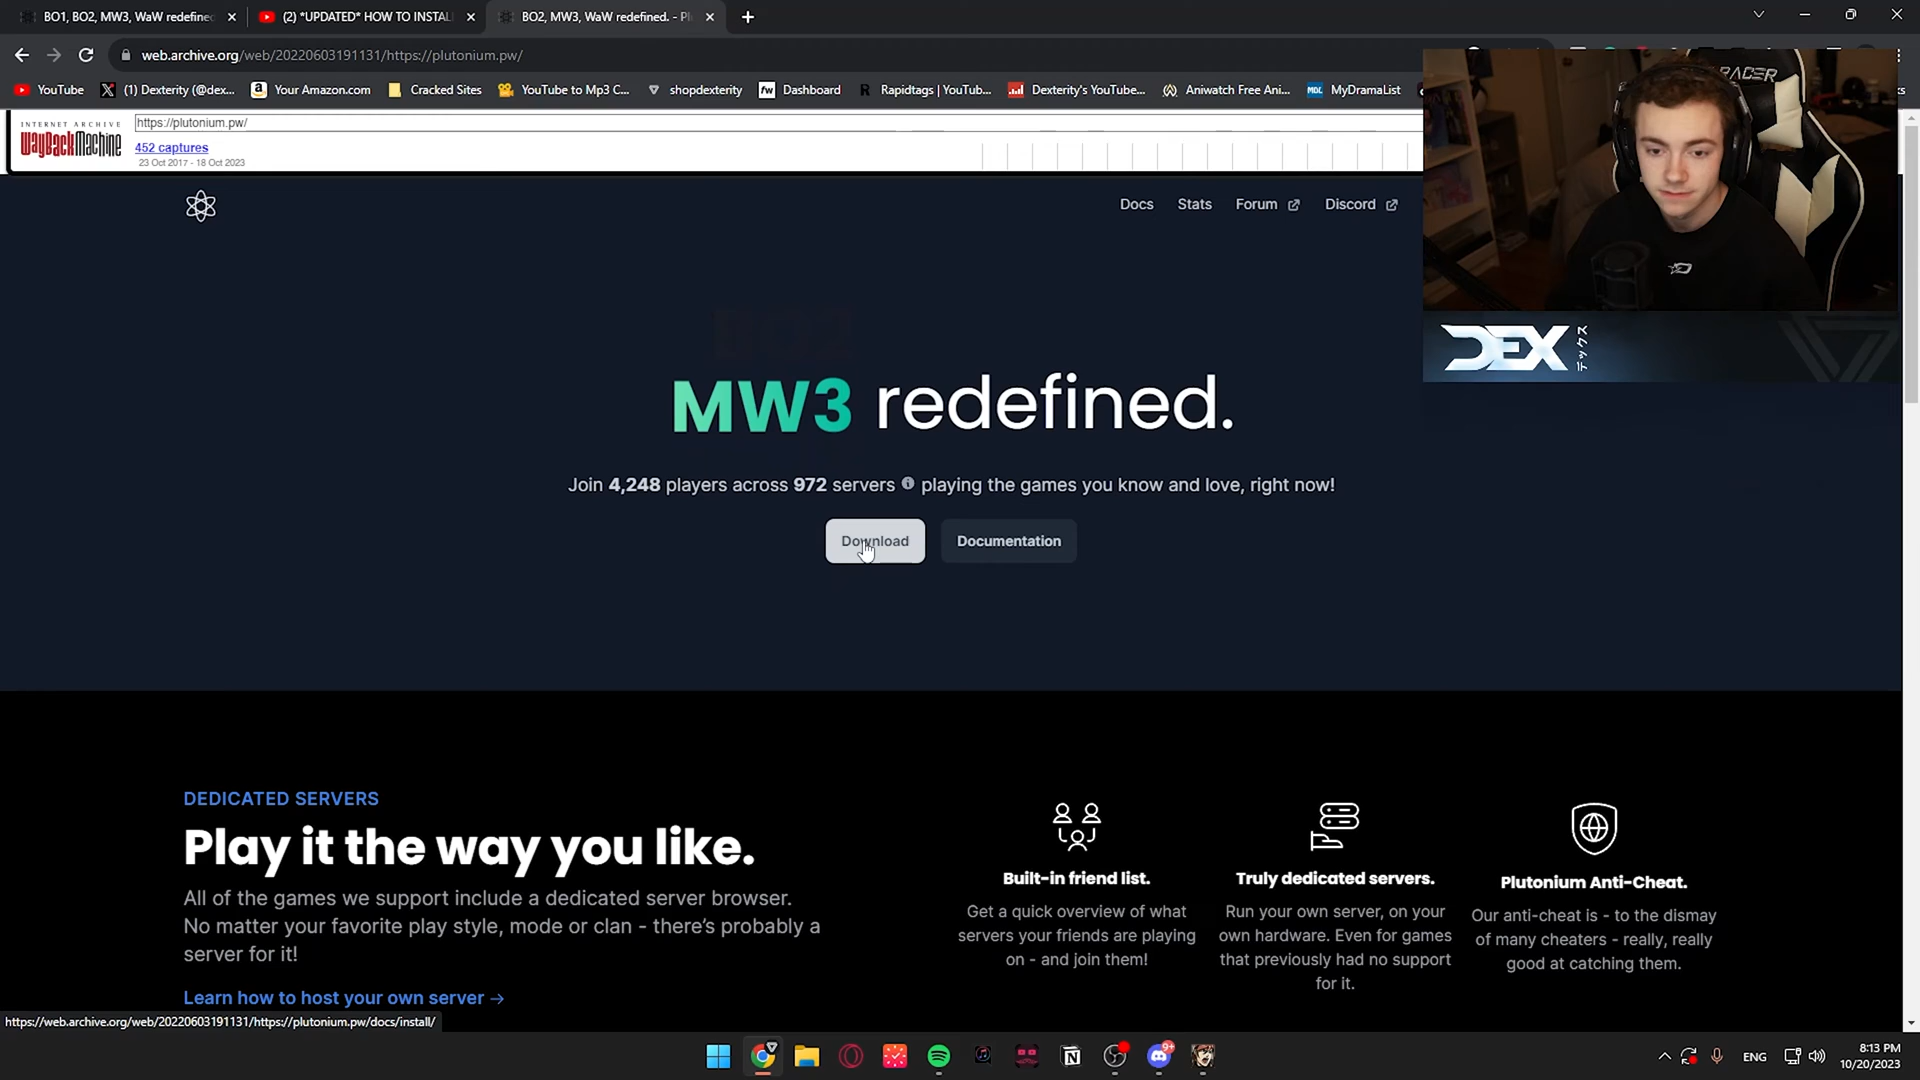 BO1, BO2, MW3, WaW redefine
(2) *UPDATED* HOW TO INSTAL
BO2, MW3, WaW redefined. - Pl
web.archive.org/web/20220603191131/https://plutonium.pw/
YouTube
(1) Dexterity (@dex...
Your Amazon.com
Cracked Sites
YouTube to Mp3 C...
shopdexterity
fw Dashboard
Rapidtags | YouTub...
Dexterity's YouTube...
Aniwatch Free Ani...
MDL MyDramaList
INTERNET ARCHIVE
WayBackMachine
https://plutonium.pw/
452 captures
23 Oct 2017 - 18 Oct 2023
Docs
Stats
Forum
Discord
RACER
DEX
デックス
MW3 redefined.
Join 4,248 players across 972 servers playing the games you know and love, right now!
Download
Documentation
DEDICATED SERVERS
Play it the way you like.
All of the games we support include a dedicated server browser.
No matter your favorite play style, mode or clan - there's probably a
server for it!
Learn how to host your own server →
Built-in friend list.
Get a quick overview of what
servers your friends are playing
on - and join them!
Truly dedicated servers.
Run your own server, on your
own hardware. Even for games
that previously had no support
for it.
Plutonium Anti-Cheat.
Our anti-cheat is - to the dismay
of many cheaters - really, really
good at catching them.
https://web.archive.org/web/20220603191131/https://plutonium.pw/docs/install/
9+
ENG
8:13 PM
10/20/2023